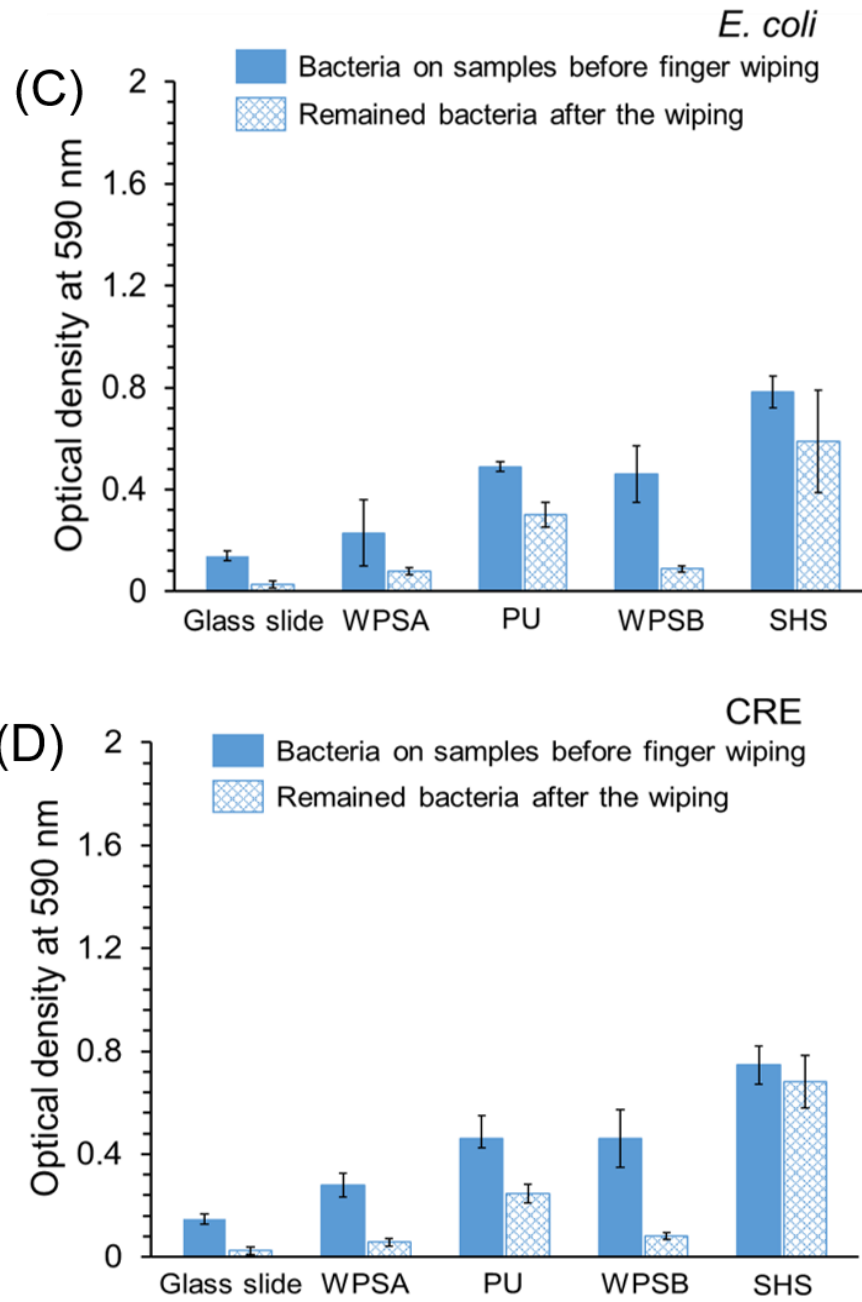 E. coli
(C)
Bacteria on samples before finger wiping
Remained bacteria after the wiping
Optical density at 590 nm
2
1.6
1.2
0.8
0.4
0
Glass slide WPSA PU WPSB SHS
CRE
(D)
Bacteria on samples before finger wiping
Remained bacteria after the wiping
Optical density at 590 nm
2
1.6
1.2
0.8
0.4
0
Glass slide WPSA PU WPSB SHS